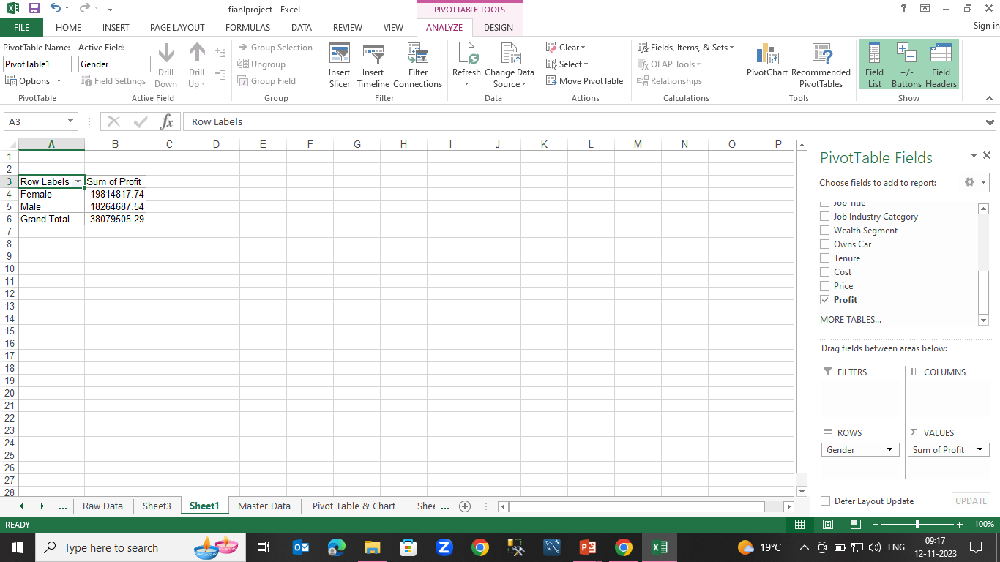 fianlproject - Excel
PIVOTTABLE TOOLS
?
FILE HOME INSERT PAGE LAYOUT FORMULAS DATA REVIEW VIEW ANALYZE DESIGN Sign in
PivotTable Name:
PivotTable1
Options
PivotTable
Active Field:
Gender
Field Settings
Drill Down
Drill Up
Active Field
Group Selection
Ungroup
Group Field
Group
Insert Slicer
Insert Timeline
Filter Connections
Filter
Refresh
Change Data Source
Data
Clear
Select
Move PivotTable
Actions
Fields, Items, & Sets
OLAP Tools
Relationships
Calculations
PivotChart
Recommended PivotTables
Tools
Field List
+/- Buttons
Field Headers
Show
A3 fx Row Labels
A B C D E F G H I J K L M N O P
1
2
3 Row Labels Sum of Profit
4 Female 19814817.74
5 Male 18264687.54
6 Grand Total 38079505.29
7
8
9
10
11
12
13
14
15
16
17
18
19
20
21
22
23
24
25
26
27
28
PivotTable Fields
Choose fields to add to report:
Job Title
Job Industry Category
Wealth Segment
Owns Car
Tenure
Cost
Price
Profit
MORE TABLES...
Drag fields between areas below:
FILTERS COLUMNS
ROWS Σ VALUES
Gender Sum of Profit
Defer Layout Update UPDATE
... Raw Data Sheet3 Sheet1 Master Data Pivot Table & Chart Shee ...
READY 100%
Type here to search 19°C ENG 09:17
12-11-2023